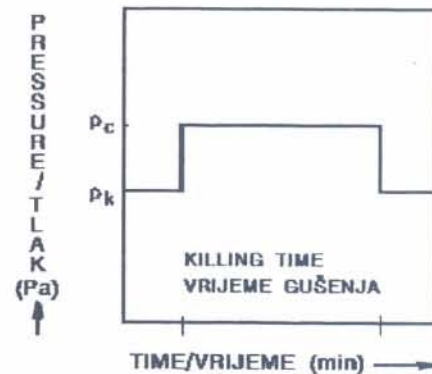 PRESSURE/TLAK
(Pa)
pc
pk
KILLING TIME
VRIJEME GUŠENJA
TIME/VRIJEME (min)